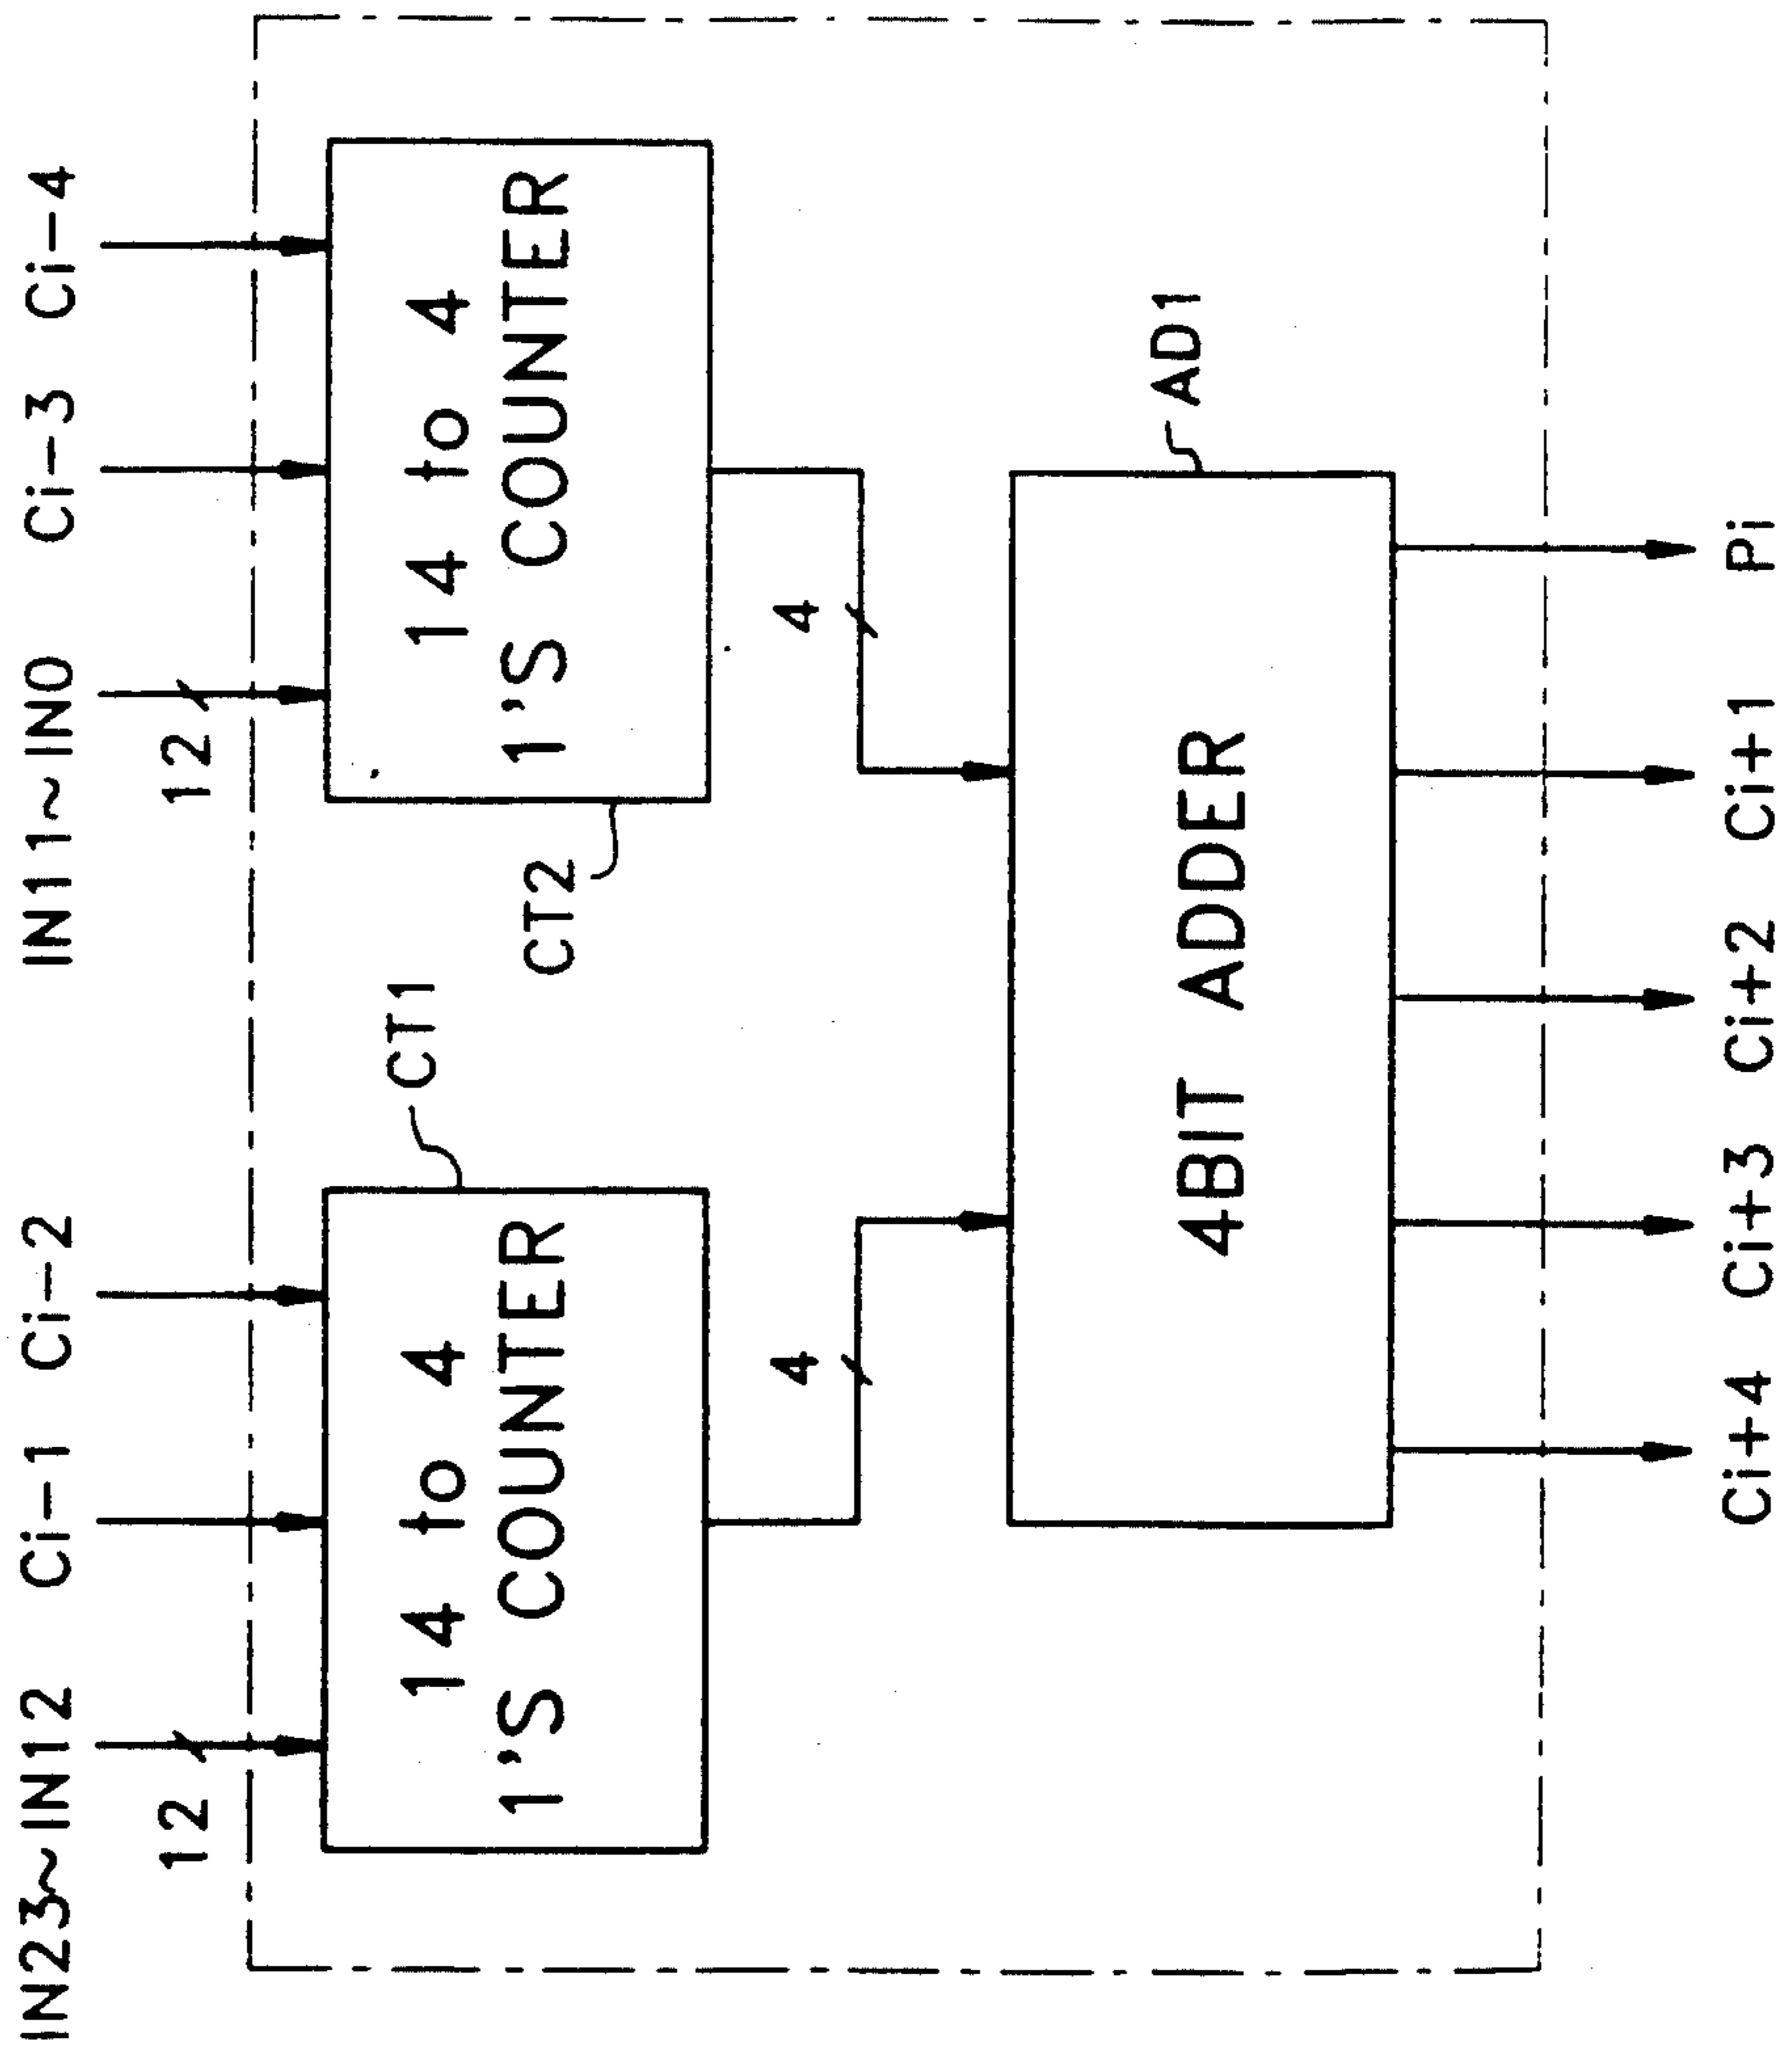 IN23~IN12 Ci-1 Ci-2 IN11~IN0 Ci-3 Ci-4
12
12
CT1
14 to 4
1'S COUNTER
14 to 4
1'S COUNTER
CT2
4
4
AD1
4BIT ADDER
Ci+4 Ci+3 Ci+2 Ci+1 Pi